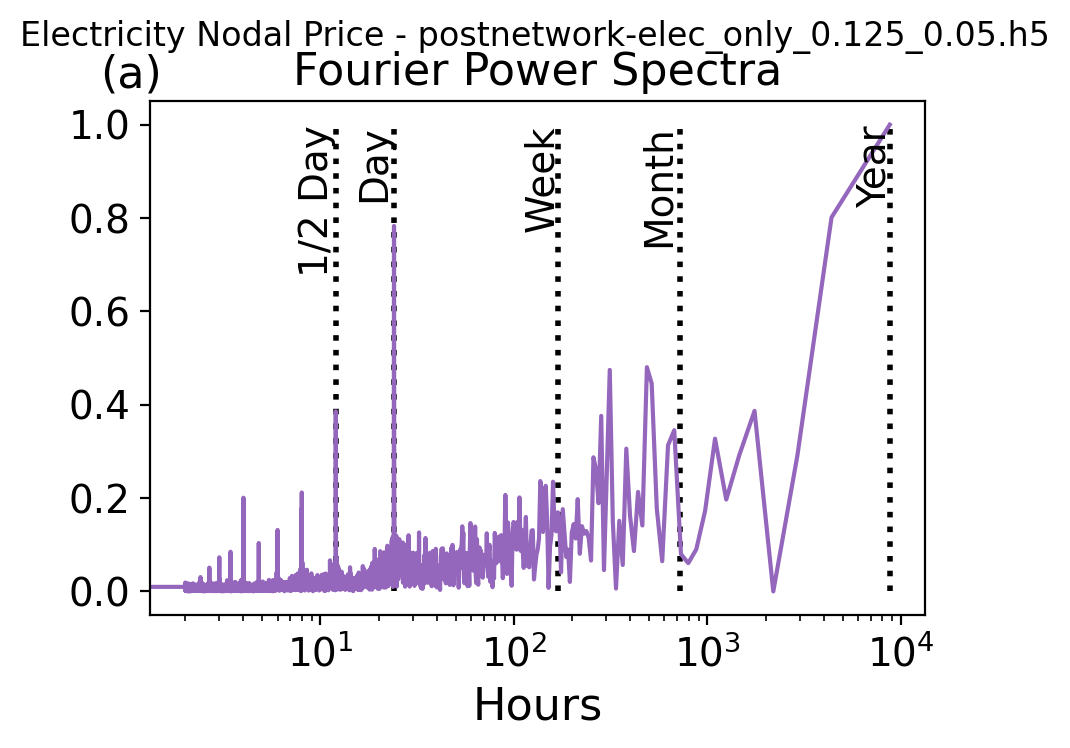 Electricity Nodal Price - postnetwork-elec_only_0.125_0.05.h5
(a)
Fourier Power Spectra
1.0
0.8
0.6
0.4
0.2
0.0
1/2 Day
Day
Week
Month
Year
10¹
10²
10³
10⁴
Hours